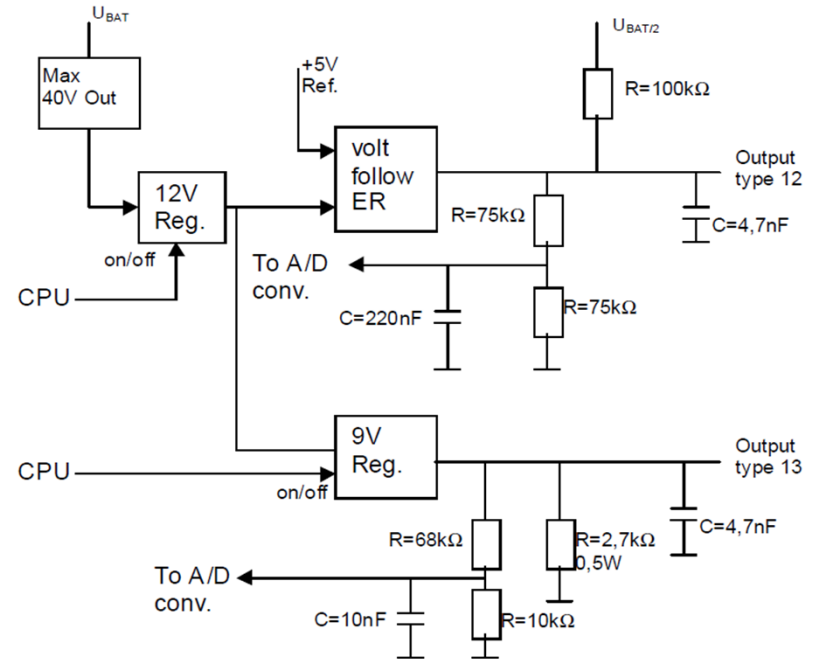 U BAT
U BAT/2
Max
40V Out
+5V
Ref.
R=100kΩ
volt
follow
ER
Output
type 12
12V
Reg.
R=75kΩ
C=4,7nF
on/off
To A/D
conv.
CPU
R=75kΩ
C=220nF
9V
Reg.
Output
type 13
CPU
on/off
C=4,7nF
R=68kΩ
R=2,7kΩ
0,5W
To A/D
conv.
C=10nF
R=10kΩ